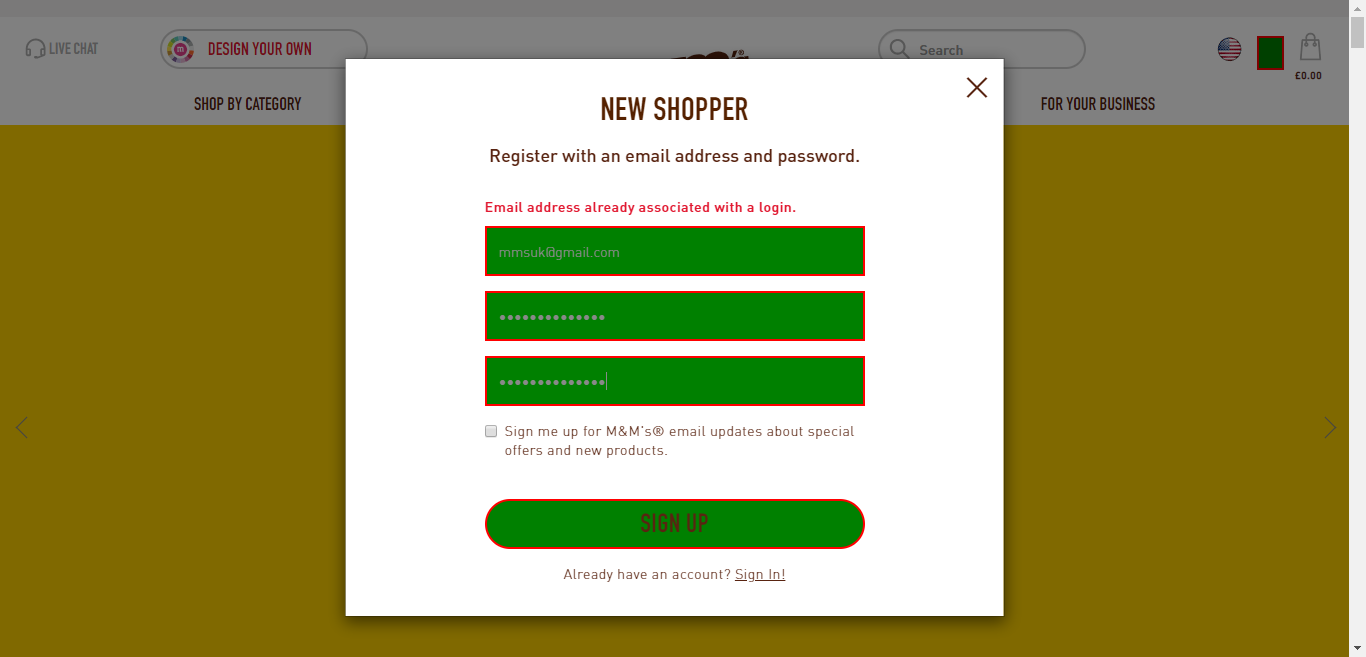 LIVE CHAT
DESIGN YOUR OWN
Search
£0.00
SHOP BY CATEGORY
FOR YOUR BUSINESS
NEW SHOPPER
Register with an email address and password.
Email address already associated with a login.
mmsuk@gmail.com
••••••••••••••
••••••••••••••
Sign me up for M&M's® email updates about special
offers and new products.
SIGN UP
Already have an account? Sign In!